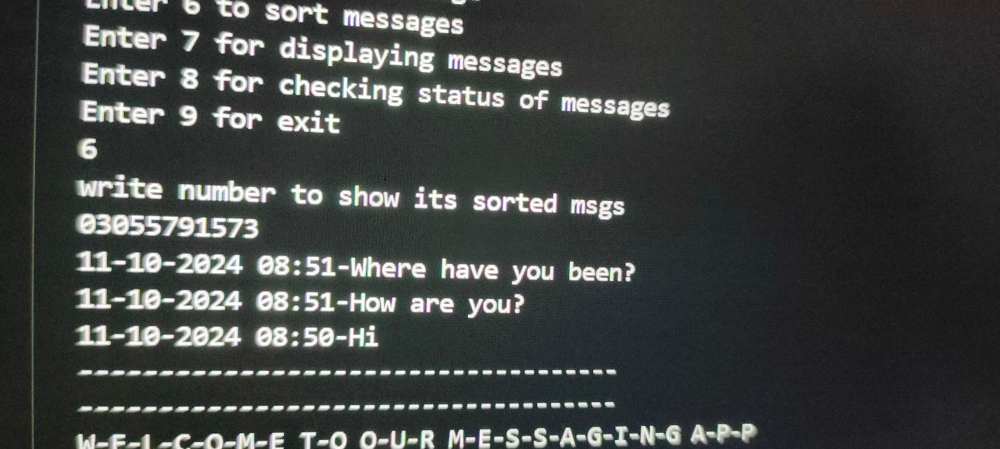 Enter 6 to sort messages
Enter 7 for displaying messages
Enter 8 for checking status of messages
Enter 9 for exit
6
write number to show its sorted msgs
03055791573
11-10-2024 08:51-Where have you been?
11-10-2024 08:51-How are you?
11-10-2024 08:50-Hi
-------------------------------------
-------------------------------------
W-E-L-C-O-M-E T-O O-U-R M-E-S-S-A-G-I-N-G A-P-P